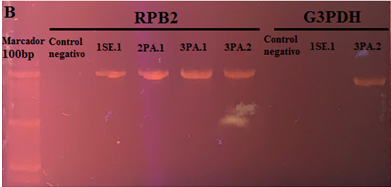 B
RPB2
G3PDH
Marcador
100bp
Control
negativo
1SE.1
2PA.1
3PA.1
3PA.2
Control
negativo
1SE.1
3PA.2